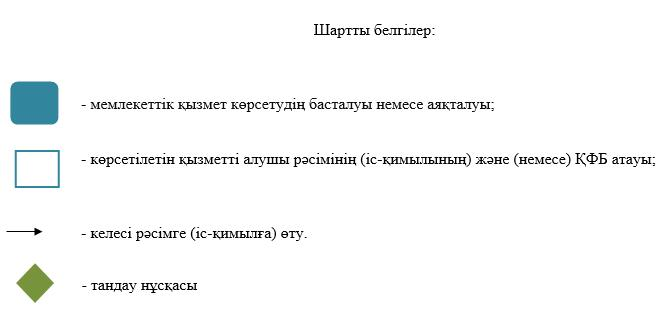 Шартты белгілер:
- мемлекеттік қызмет көрсетудің басталуы немесе аяқталуы;
- көрсетілетін қызметті алушы рәсімінің (іс-қимылының) және (немесе) ҚФБ атауы;
- келесі рәсімге (іс-қимылға) өту.
- тандау нұсқасы